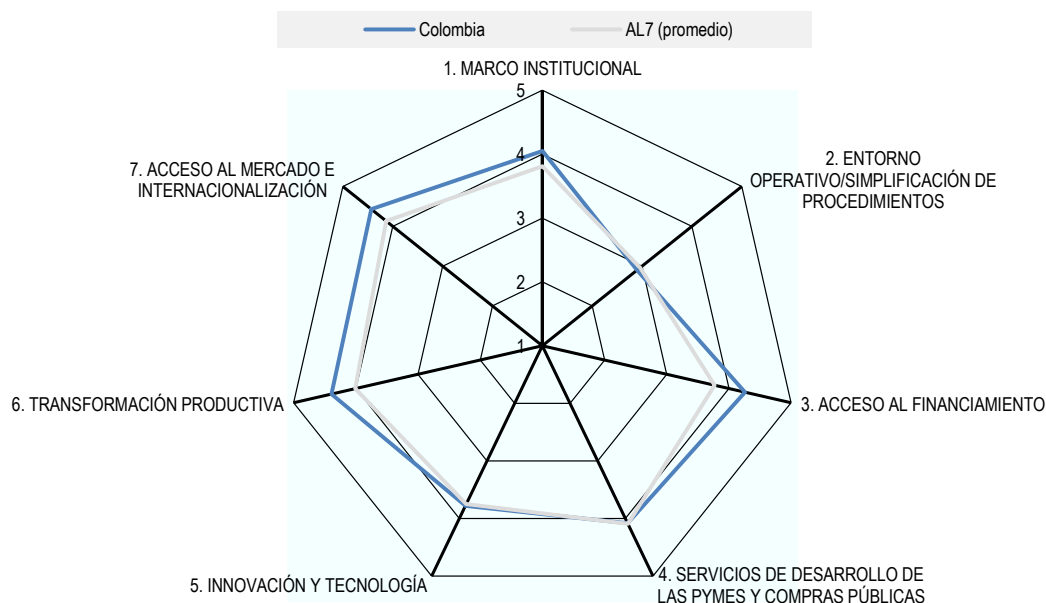 Colombia
AL7 (promedio)
1. MARCO INSTITUCIONAL
5
4
3
2
1
2. ENTORNO
OPERATIVO/SIMPLIFICACIÓN DE
PROCEDIMIENTOS
3. ACCESO AL FINANCIAMIENTO
4. SERVICIOS DE DESARROLLO DE
LAS PYMES Y COMPRAS PÚBLICAS
5. INNOVACIÓN Y TECNOLOGÍA
6. TRANSFORMACIÓN PRODUCTIVA
7. ACCESO AL MERCADO E
INTERNACIONALIZACIÓN